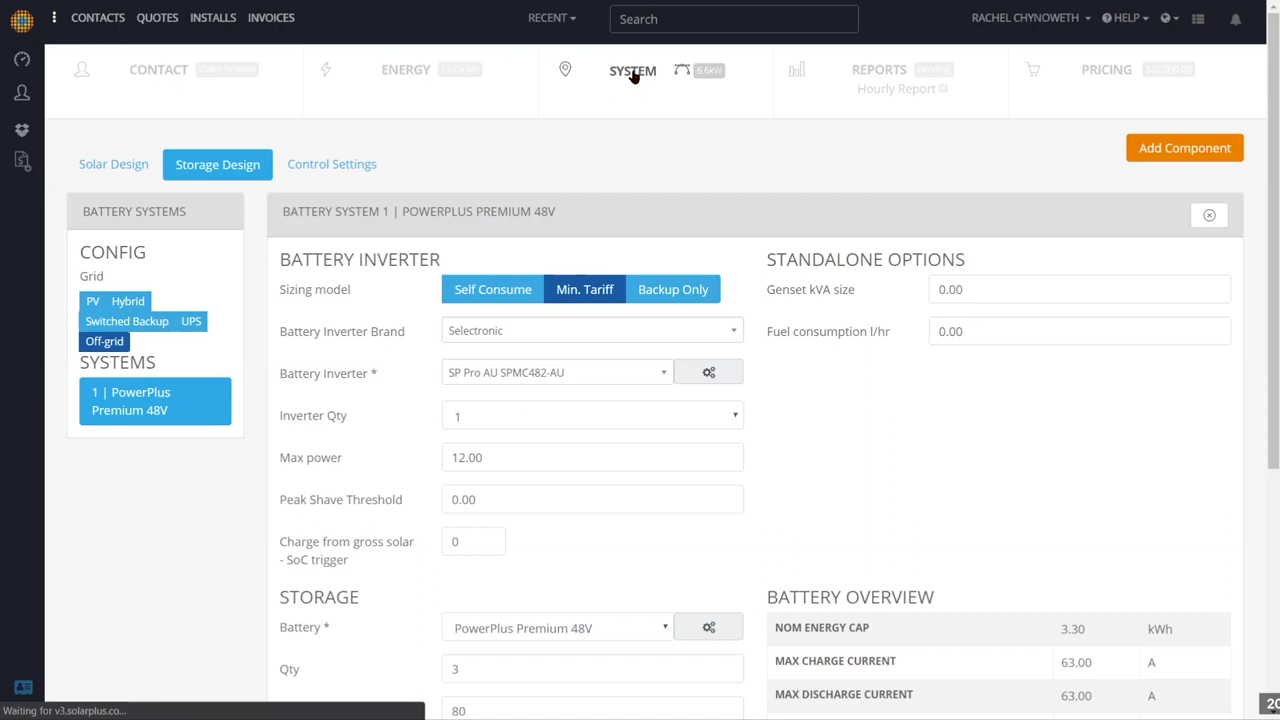 CONTACTS QUOTES INSTALLS INVOICES RECENT Search RACHEL CHYNOWETH HELP
CONTACT ENERGY SYSTEM 6.6kW REPORTS Pending PRICING
Hourly Report
Add Component
Solar Design Storage Design Control Settings
BATTERY SYSTEMS
CONFIG
Grid
PV Hybrid
Switched Backup UPS
Off-grid
SYSTEMS
1 | PowerPlus
Premium 48V
BATTERY SYSTEM 1 | POWERPLUS PREMIUM 48V
BATTERY INVERTER
Sizing model Self Consume Min. Tariff Backup Only
Battery Inverter Brand Selectronic
Battery Inverter * SP Pro AU SPMC482-AU
Inverter Qty 1
Max power 12.00
Peak Shave Threshold 0.00
Charge from gross solar
- SoC trigger 0
STANDALONE OPTIONS
Genset kVA size 0.00
Fuel consumption l/hr 0.00
STORAGE
Battery * PowerPlus Premium 48V
Qty 3
80
BATTERY OVERVIEW
NOM ENERGY CAP 3.30 kWh
MAX CHARGE CURRENT 63.00 A
MAX DISCHARGE CURRENT 63.00 A
Waiting for v3.solarplus.co...
20